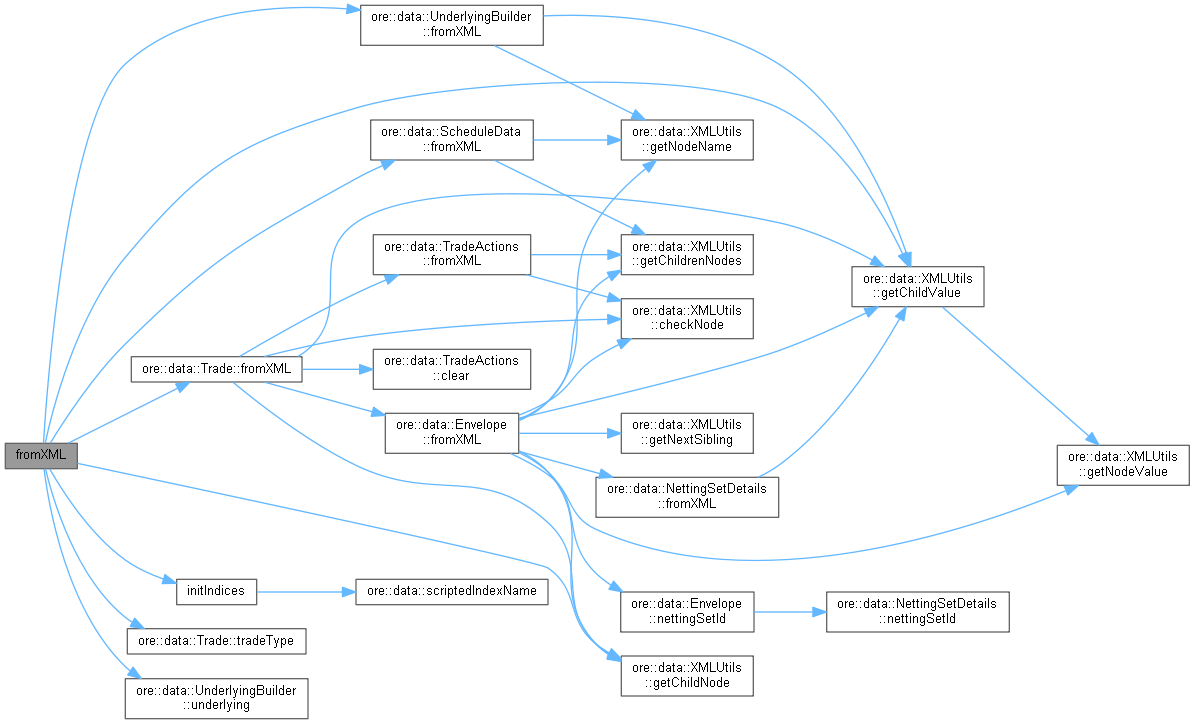 ore::data::UnderlyingBuilder
::fromXML
ore::data::ScheduleData
::fromXML
ore::data::XMLUtils
::getNodeName
ore::data::TradeActions
::fromXML
ore::data::XMLUtils
::getChildrenNodes
ore::data::XMLUtils
::getChildValue
ore::data::XMLUtils
::checkNode
ore::data::Trade::fromXML
ore::data::TradeActions
::clear
ore::data::Envelope
::fromXML
ore::data::XMLUtils
::getNextSibling
fromXML
ore::data::XMLUtils
::getNodeValue
ore::data::NettingSetDetails
::fromXML
initIndices
ore::data::scriptedIndexName
ore::data::Envelope
::nettingSetId
ore::data::NettingSetDetails
::nettingSetId
ore::data::Trade::tradeType
ore::data::XMLUtils
::getChildNode
ore::data::UnderlyingBuilder
::underlying